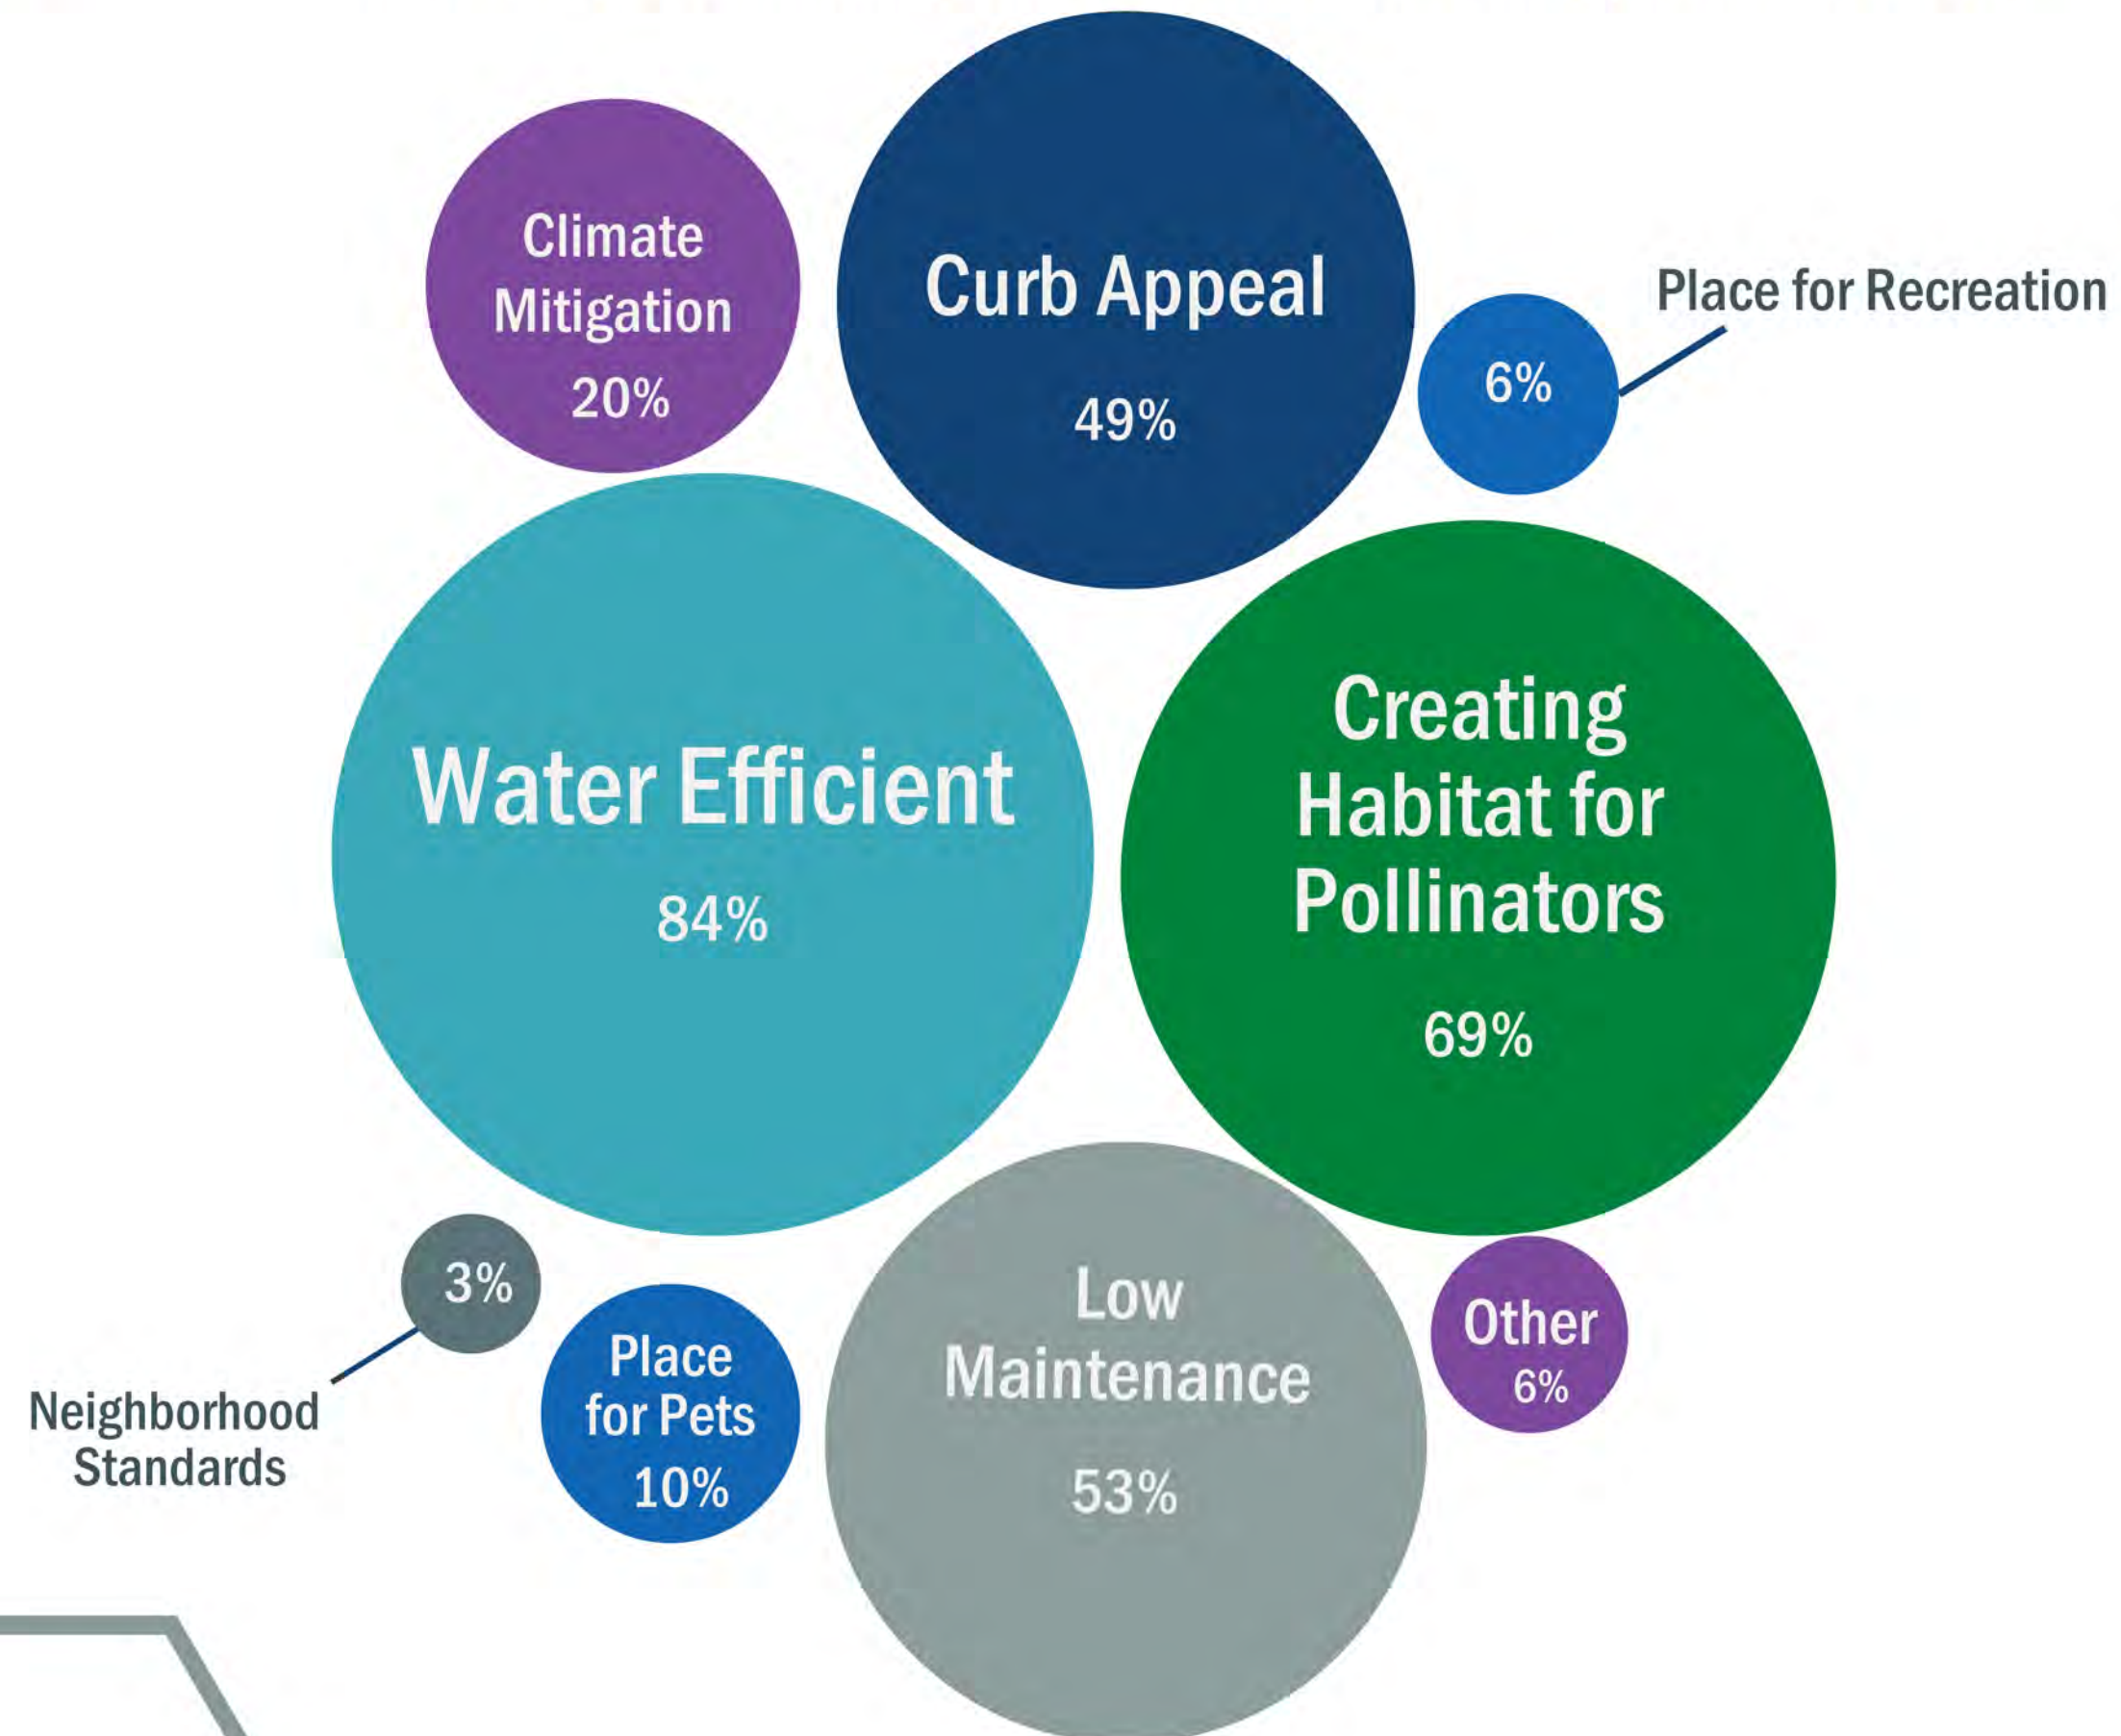 Climate
Mitigation
20%
Curb Appeal
49%
Place for Recreation
6%
Water Efficient
84%
Creating
Habitat for
Pollinators
69%
3%
Neighborhood
Standards
Place
for Pets
10%
Low
Maintenance
53%
Other
6%